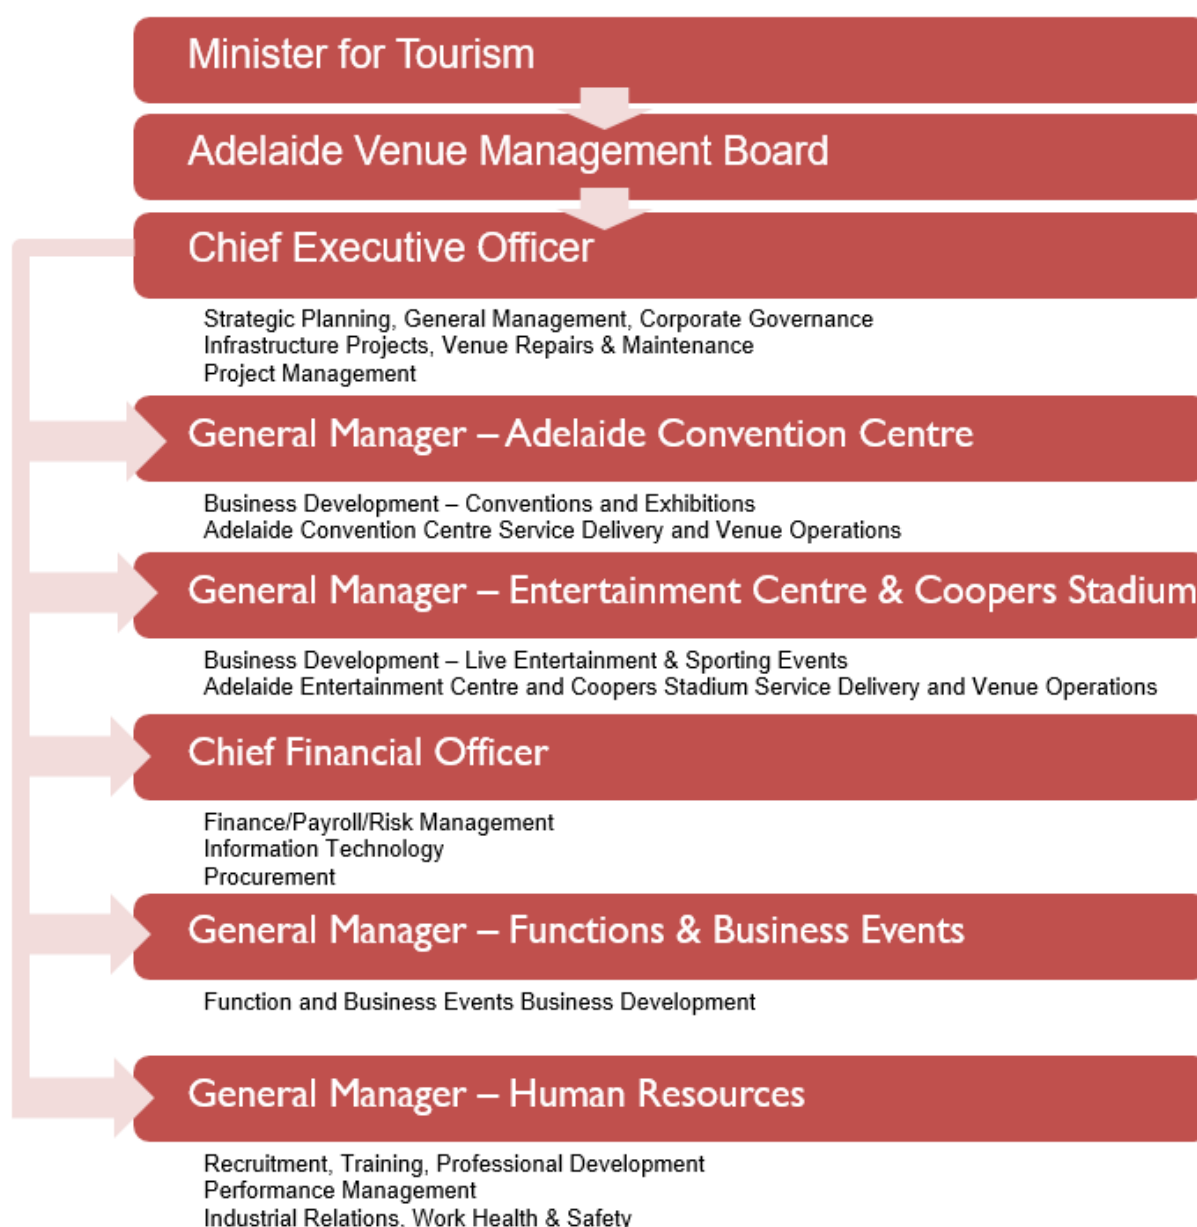 Minister for Tourism
Adelaide Venue Management Board
Chief Executive Officer
Strategic Planning, General Management, Corporate Governance
Infrastructure Projects, Venue Repairs & Maintenance
Project Management
General Manager – Adelaide Convention Centre
Business Development – Conventions and Exhibitions
Adelaide Convention Centre Service Delivery and Venue Operations
General Manager – Entertainment Centre & Coopers Stadium
Business Development – Live Entertainment & Sporting Events
Adelaide Entertainment Centre and Coopers Stadium Service Delivery and Venue Operations
Chief Financial Officer
Finance/Payroll/Risk Management
Information Technology
Procurement
General Manager – Functions & Business Events
Function and Business Events Business Development
General Manager – Human Resources
Recruitment, Training, Professional Development
Performance Management
Industrial Relations, Work Health & Safety